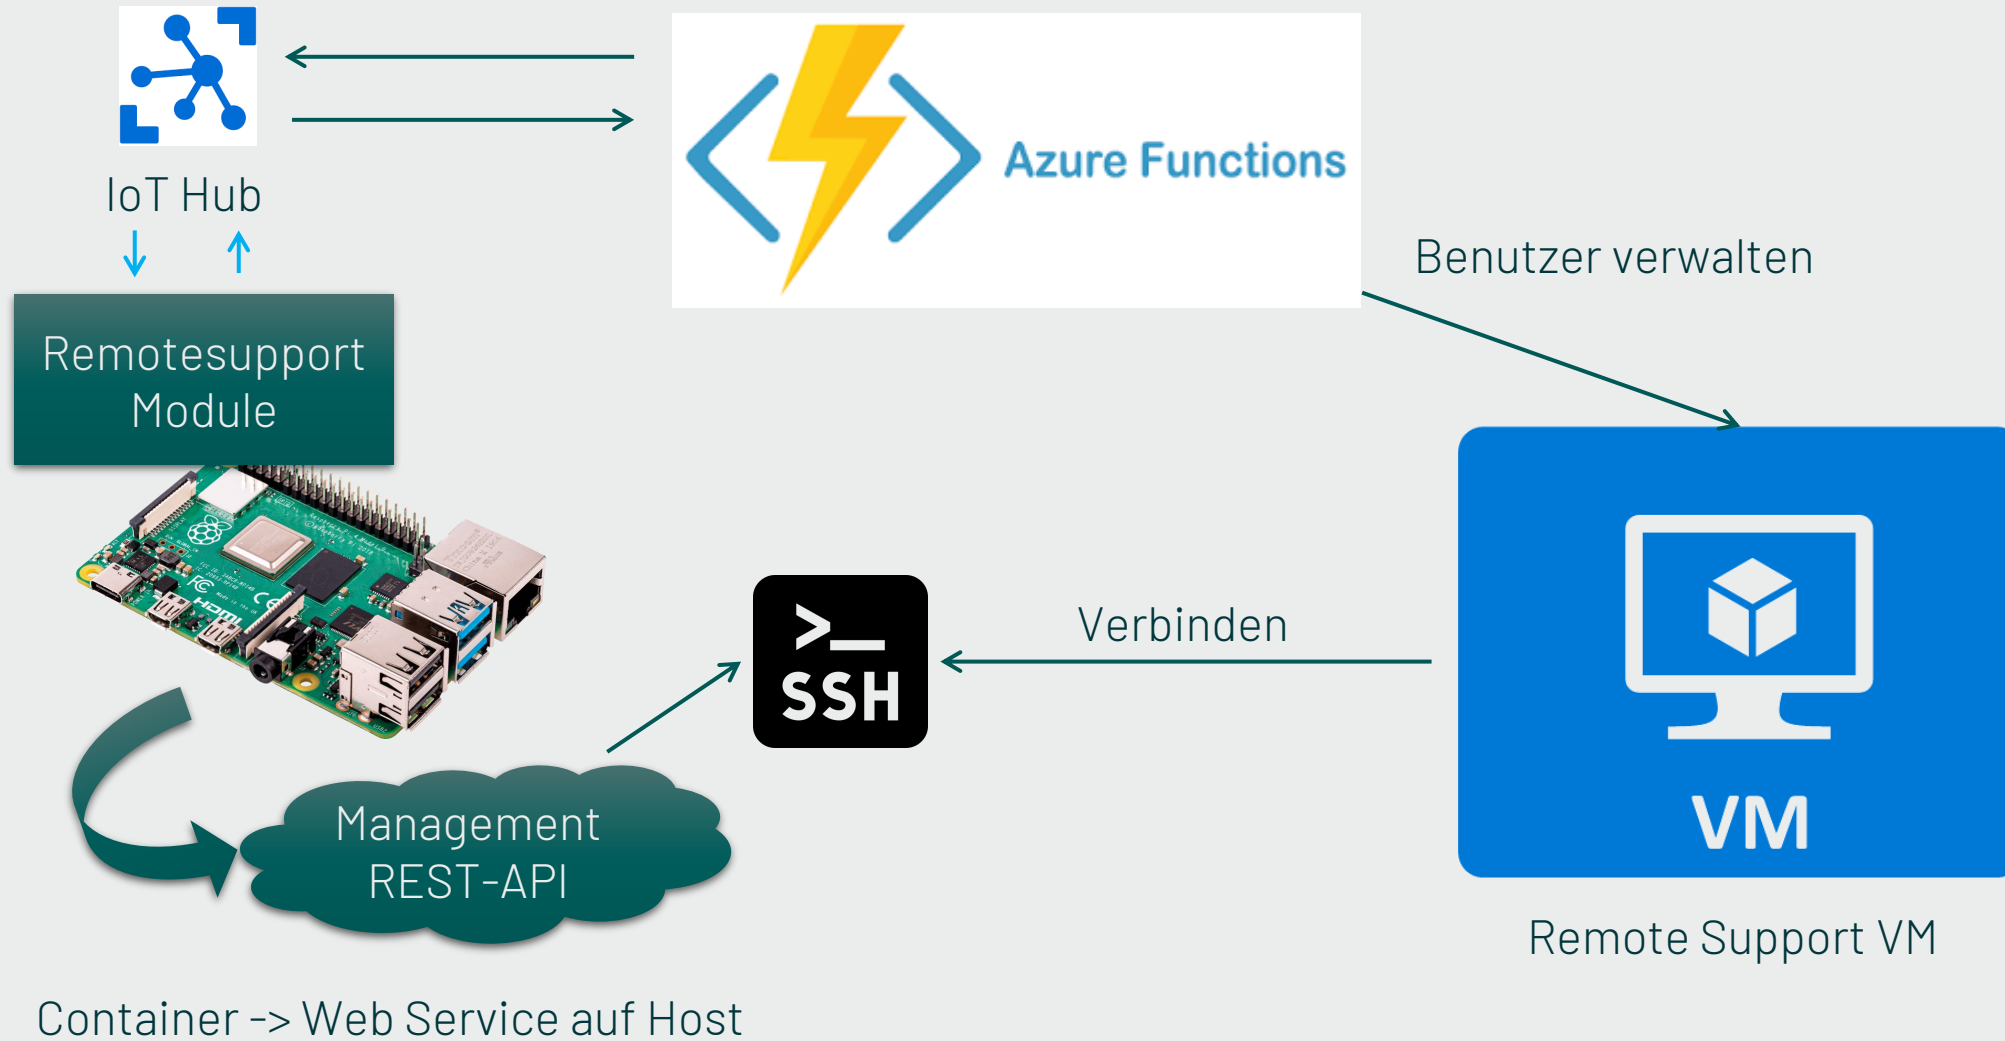 IoT Hub
Azure Functions
Benutzer verwalten
Remotesupport
Module
HDMI
>_
SSH
Verbinden
Management
REST-API
VM
Remote Support VM
Container -> Web Service auf Host